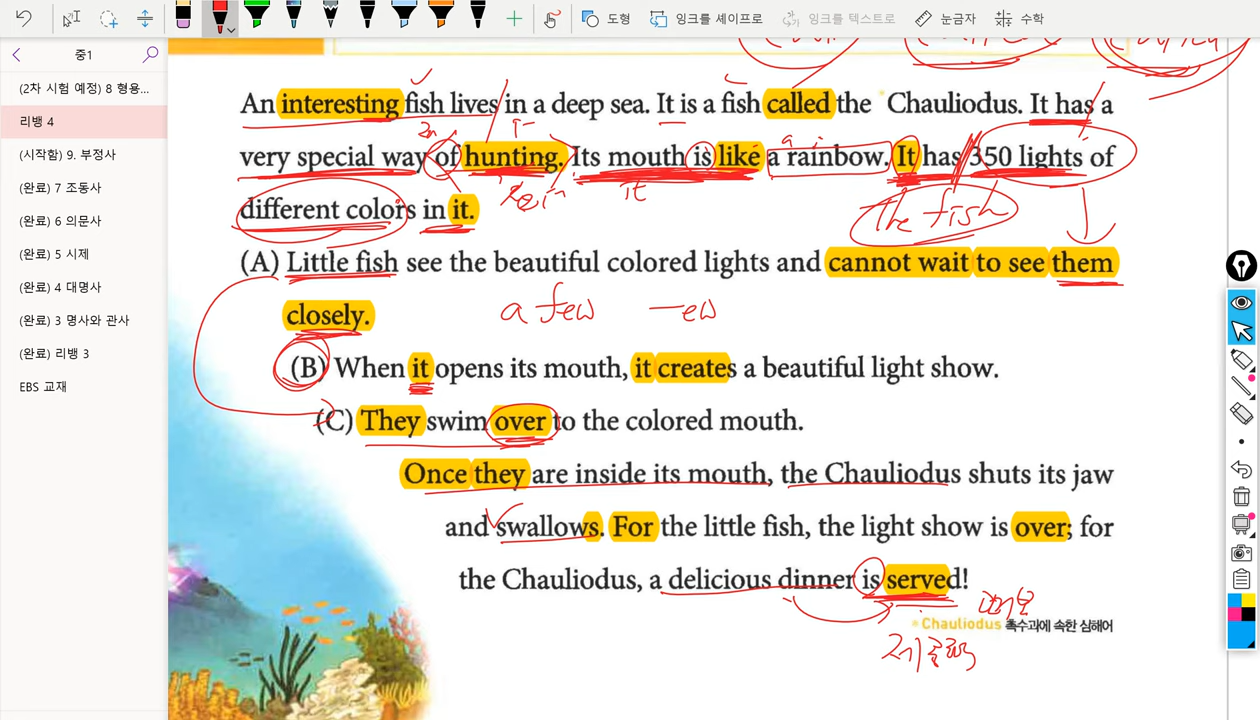 도형
잉크를 셰이프로
잉크를 텍스트로
눈금자
수학
중1
(2차 시험 예정) 8 형용...
리뱅 4
(시작함) 9. 부정사
(완료) 7 조동사
(완료) 6 의문사
(완료) 5 시제
(완료) 4 대명사
(완료) 3 명사와 관사
(완료) 리뱅 3
EBS 교재
An interesting fish lives in a deep sea. It is a fish called the * Chauliodus. It has a
very special way of hunting. Its mouth is like a rainbow. It has 350 lights of
it
the fish
different colors in it.
(A) Little fish see the beautiful colored lights and cannot wait to see them
closely.
a few - ew
(B) When it opens its mouth, it creates a beautiful light show.
(C) They swim over to the colored mouth.
Once they are inside its mouth, the Chauliodus shuts its jaw
and swallows. For the little fish, the light show is over; for
the Chauliodus, a delicious dinner is served!
* Chauliodus 촉수과에 속한 심해어